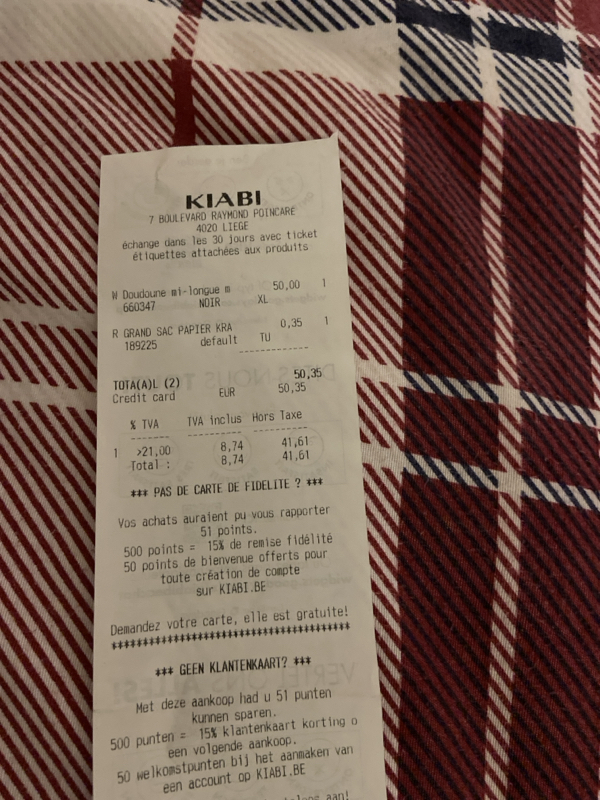 KIABI
7 BOULEVARD RAYMOND POINCARE
4020 LIEGE
échange dans les 30 jours avec ticket
étiquettes attachées aux produits
W Doudoune mi-longue m 50,00 1
660347 NOIR XL
R GRAND SAC PAPIER KRA 0,35 1
189225 default TU
------------
TOTA(A)L (2) 50,35
Credit card EUR 50,35
% TVA TVA inclus Hors Taxe
1 >21,00 8,74 41,61
Total : 8,74 41,61
*** PAS DE CARTE DE FIDELITE ? ***
Vos achats auraient pu vous rapporter
51 points.
500 points = 15% de remise fidélité
50 points de bienvenue offerts pour
toute création de compte
sur KIABI.BE
Demandez votre carte, elle est gratuite!
****************************************
*** GEEN KLANTENKAART? ***
Met deze aankoop had u 51 punten
kunnen sparen.
500 punten = 15% klantenkaart korting o
een volgende aankoop.
50 welkomstpunten bij het aanmaken van
een account op KIABI.BE
aan!